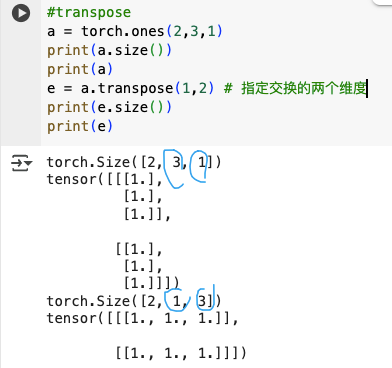 #transpose
a = torch.ones(2,3,1)
print(a.size())
print(a)
e = a.transpose(1,2) # 指定交换的两个维度
print(e.size())
print(e)
torch.Size([2, 3, 1])
tensor([[[1.],
         [1.],
         [1.]],

        [[1.],
         [1.],
         [1.]]])
torch.Size([2, 1, 3])
tensor([[[1., 1., 1.]],

        [[1., 1., 1.]]])